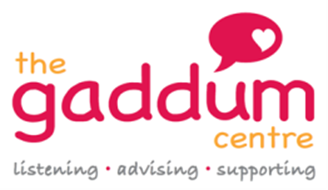 the
gaddum
centre
listening • advising • supporting